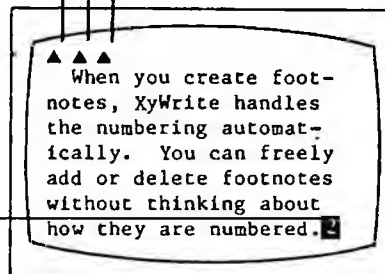 ▲ ▲ ▲
When you create foot-
notes, XyWrite handles
the numbering automat-
ically. You can freely
add or delete footnotes
without thinking about
how they are numbered.2